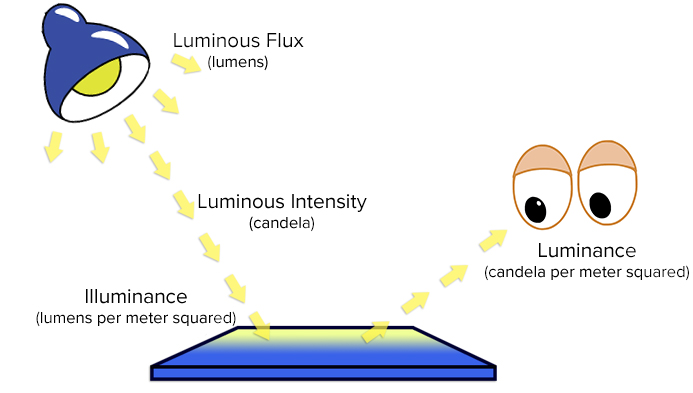 Luminous Flux
(lumens)
Luminous Intensity
(candela)
Luminance
(candela per meter squared)
Illuminance
(lumens per meter squared)